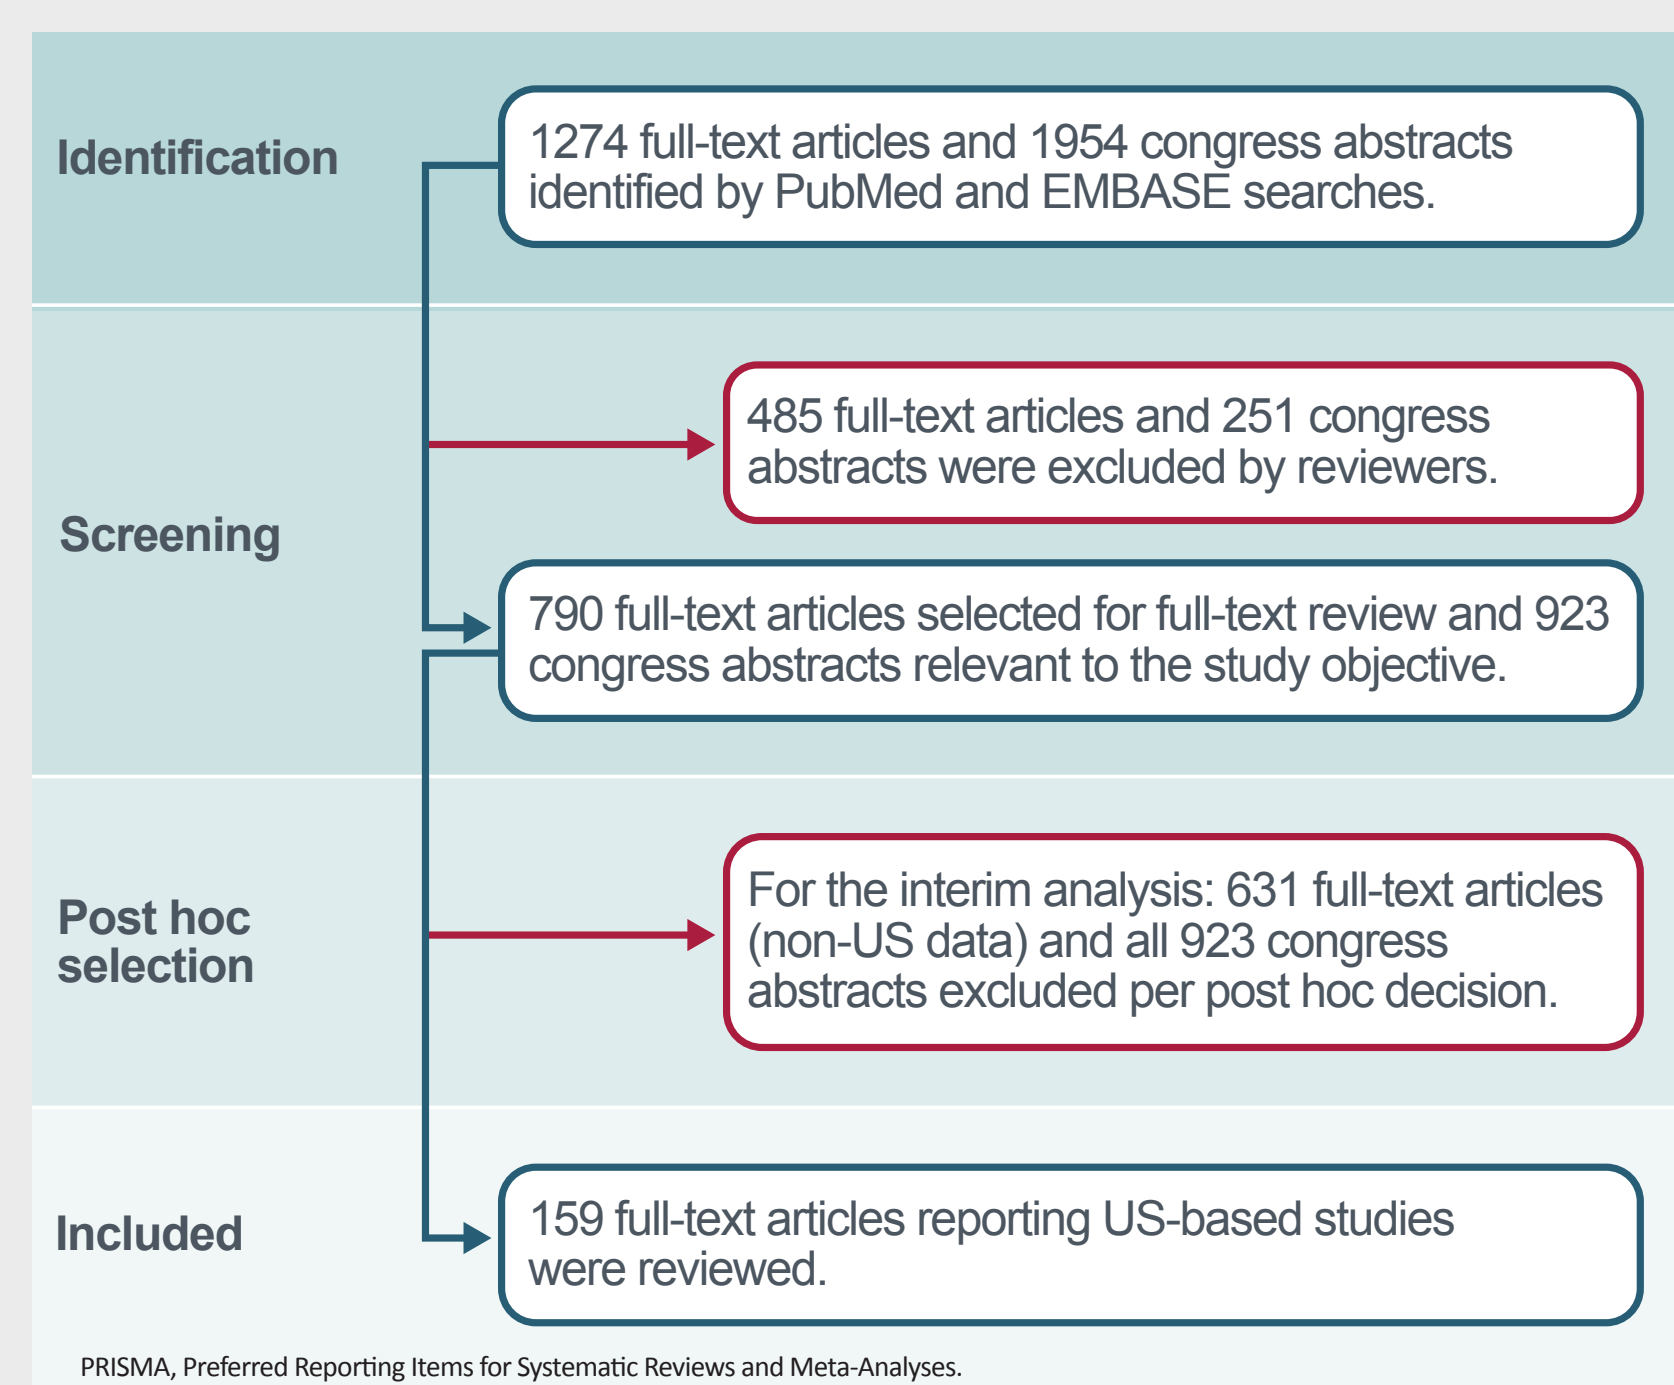 Identification
1274 full-text articles and 1954 congress abstracts
identified by PubMed and EMBASE searches.
485 full-text articles and 251 congress
abstracts were excluded by reviewers.
Screening
790 full-text articles selected for full-text review and 923
congress abstracts relevant to the study objective.
Post hoc
selection
For the interim analysis: 631 full-text articles
(non-US data) and all 923 congress
abstracts excluded per post hoc decision.
Included
159 full-text articles reporting US-based studies
were reviewed.
PRISMA, Preferred Reporting Items for Systematic Reviews and Meta-Analyses.